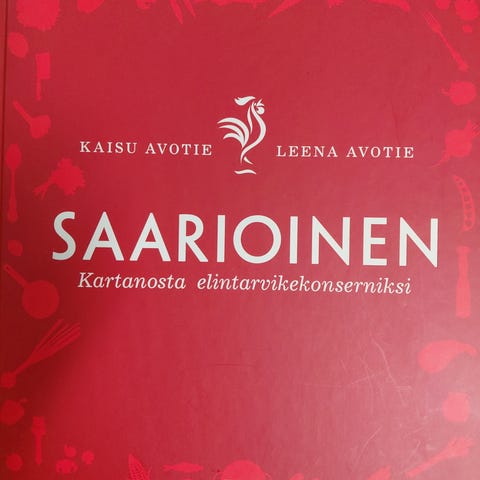 KAISU AVOTIE LEENA AVOTIE
SAARIOINEN
Kartanosta elintarvikekonserniksi